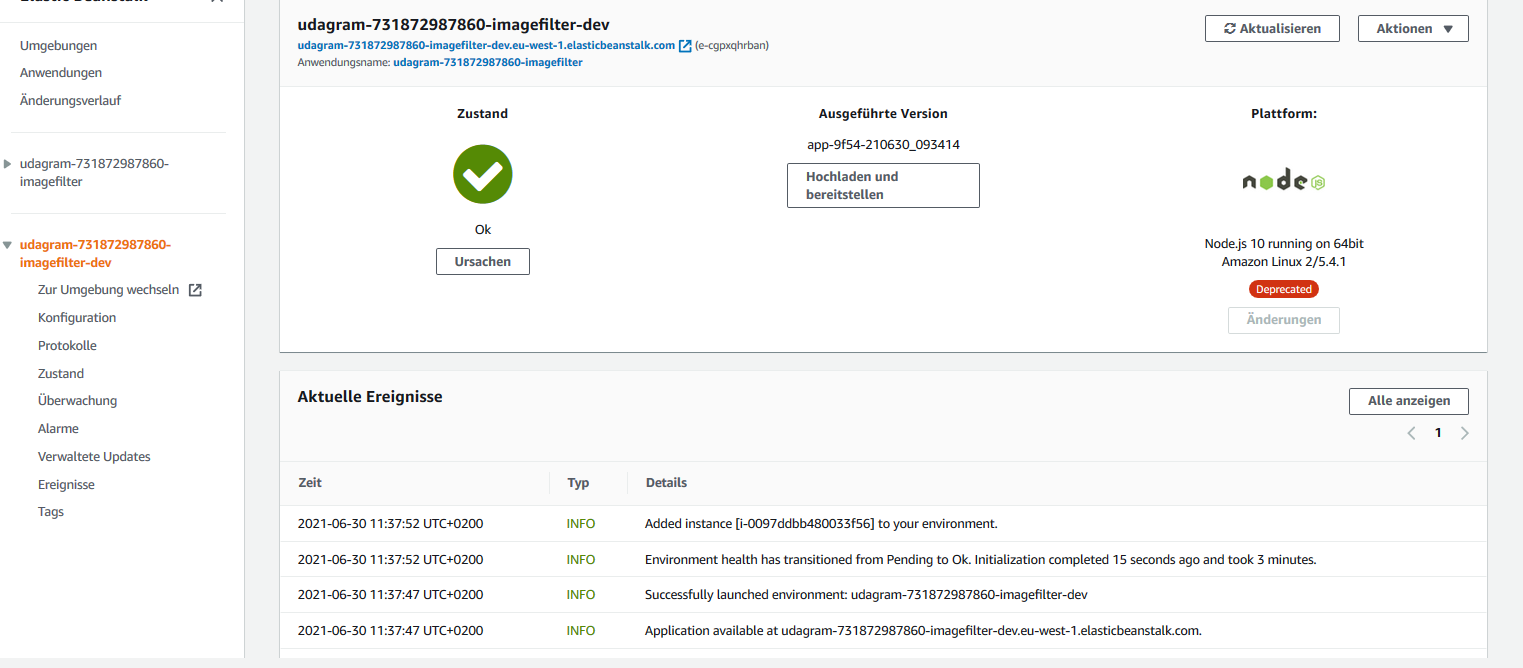 Elastic Beanstalk
Umgebungen
Anwendungen
Änderungsverlauf
udagram-731872987860-
imagefilter
udagram-731872987860-
imagefilter-dev
Zur Umgebung wechseln
Konfiguration
Protokolle
Zustand
Überwachung
Alarme
Verwaltete Updates
Ereignisse
Tags
udagram-731872987860-imagefilter-dev
udagram-731872987860-imagefilter-dev.eu-west-1.elasticbeanstalk.com (e-cgpxqhrban)
Anwendungsname: udagram-731872987860-imagefilter
Aktualisieren
Aktionen
Zustand
Ok
Ursachen
Ausgeführte Version
app-9f54-210630_093414
Hochladen und
bereitstellen
Plattform:
node JS
Node.js 10 running on 64bit
Amazon Linux 2/5.4.1
Deprecated
Änderungen
Aktuelle Ereignisse
Alle anzeigen
1
Zeit Typ Details
2021-06-30 11:37:52 UTC+0200 INFO Added instance [i-0097ddbb480033f56] to your environment.
2021-06-30 11:37:52 UTC+0200 INFO Environment health has transitioned from Pending to Ok. Initialization completed 15 seconds ago and took 3 minutes.
2021-06-30 11:37:47 UTC+0200 INFO Successfully launched environment: udagram-731872987860-imagefilter-dev
2021-06-30 11:37:47 UTC+0200 INFO Application available at udagram-731872987860-imagefilter-dev.eu-west-1.elasticbeanstalk.com.